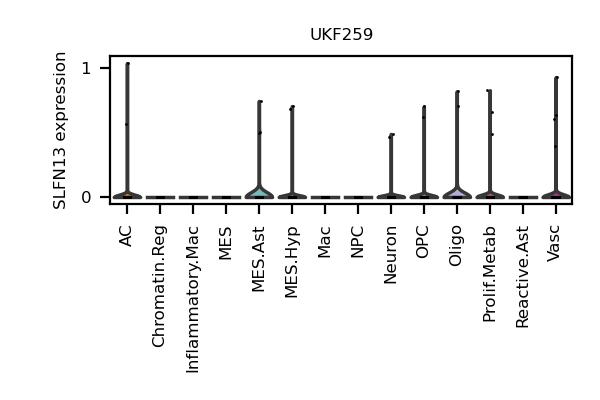 UKF259
SLFN13 expression
1
0
AC
Chromatin.Reg
Inflammatory.Mac
MES
MES.Ast
MES.Hyp
Mac
NPC
Neuron
OPC
Oligo
Prolif.Metab
Reactive.Ast
Vasc